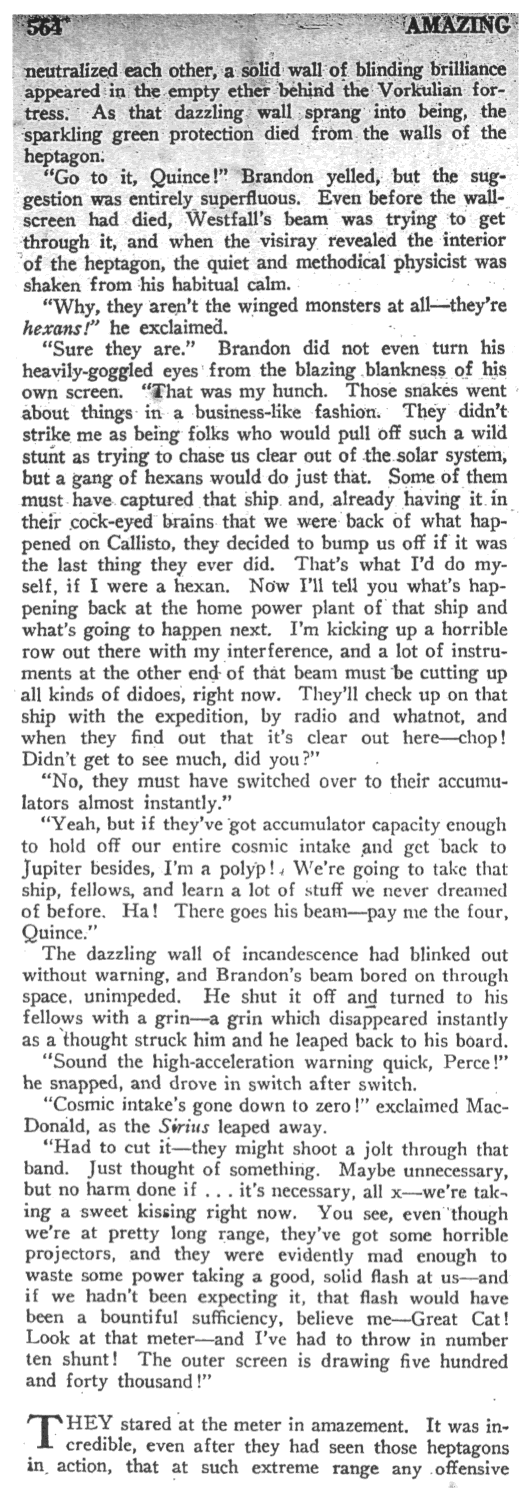 564 AMAZING
neutralized each other, a solid wall of blinding brilliance
appeared in the empty ether behind the Vorkulian for-
tress. As that dazzling wall sprang into being, the
sparkling green protection died from the walls of the
heptagon.
"Go to it, Quince!" Brandon yelled, but the sug-
gestion was entirely superfluous. Even before the wall-
screen had died, Westfall's beam was trying to get
through it, and when the visiray revealed the interior
of the heptagon, the quiet and methodical physicist was
shaken from his habitual calm.
"Why, they aren't the winged monsters at all—they're
hexans!" he exclaimed.
"Sure they are." Brandon did not even turn his
heavily-goggled eyes from the blazing blankness of his
own screen. "That was my hunch. Those snakes went
about things in a business-like fashion. They didn't
strike me as being folks who would pull off such a wild
stunt as trying to chase us clear out of the solar system,
but a gang of hexans would do just that. Some of them
must have captured that ship and, already having it in
their cock-eyed brains that we were back of what hap-
pened on Callisto, they decided to bump us off if it was
the last thing they ever did. That's what I'd do my-
self, if I were a hexan. Now I'll tell you what's hap-
pening back at the home power plant of that ship and
what's going to happen next. I'm kicking up a horrible
row out there with my interference, and a lot of instru-
ments at the other end of that beam must be cutting up
all kinds of didoes, right now. They'll check up on that
ship with the expedition, by radio and whatnot, and
when they find out that it's clear out here—chop!
Didn't get to see much, did you?"
"No, they must have switched over to their accumu-
lators almost instantly."
"Yeah, but if they've got accumulator capacity enough
to hold off our entire cosmic intake and get back to
Jupiter besides, I'm a polyp! We're going to take that
ship, fellows, and learn a lot of stuff we never dreamed
of before. Ha! There goes his beam—pay me the four,
Quince."
The dazzling wall of incandescence had blinked out
without warning, and Brandon's beam bored on through
space, unimpeded. He shut it off and turned to his
fellows with a grin—a grin which disappeared instantly
as a thought struck him and he leaped back to his board.
"Sound the high-acceleration warning quick, Perce!"
he snapped, and drove in switch after switch.
"Cosmic intake's gone down to zero!" exclaimed Mac-
Donald, as the Sirius leaped away.
"Had to cut it—they might shoot a jolt through that
band. Just thought of something. Maybe unnecessary,
but no harm done if . . . it's necessary, all x—we're tak-
ing a sweet kissing right now. You see, even though
we're at pretty long range, they've got some horrible
projectors, and they were evidently mad enough to
waste some power taking a good, solid flash at us—and
if we hadn't been expecting it, that flash would have
been a bountiful sufficiency, believe me—Great Cat!
Look at that meter—and I've had to throw in number
ten shunt! The outer screen is drawing five hundred
and forty thousand!"
THEY stared at the meter in amazement. It was in-
credible, even after they had seen those heptagons
in action, that at such extreme range any offensive